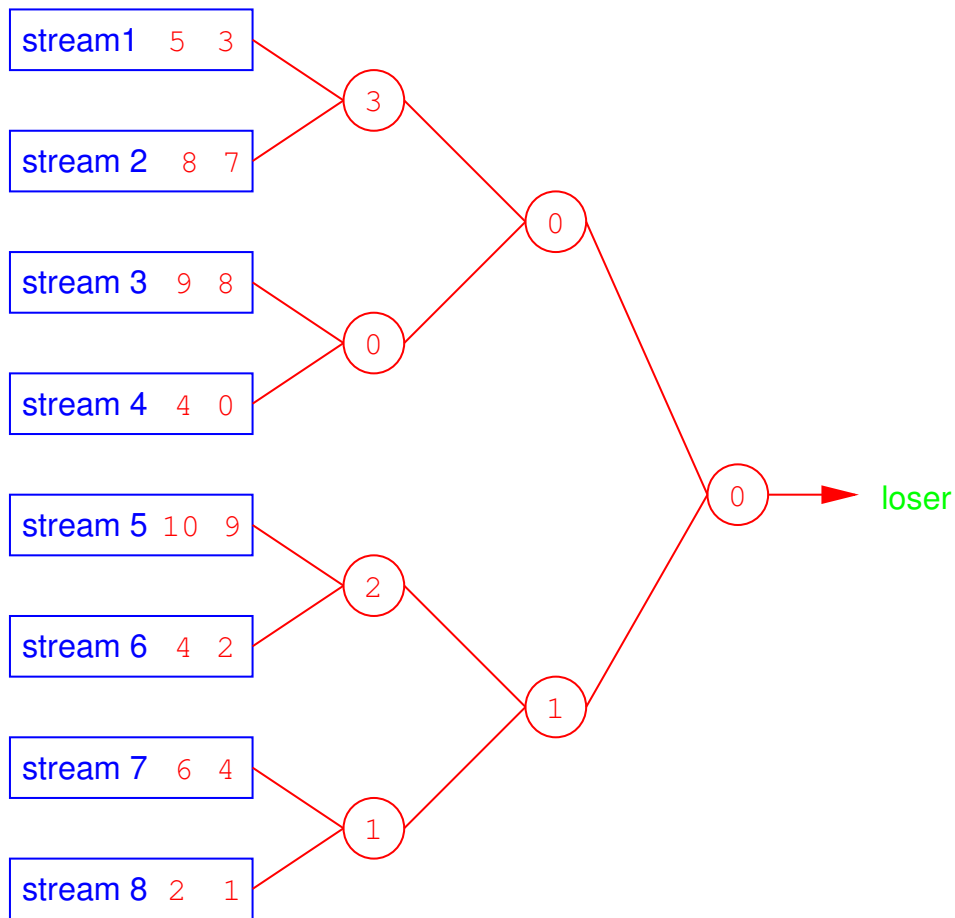 stream1 5 3
3
stream 2 8 7
0
stream 3 9 8
0
stream 4 4 0
0
loser
stream 5 10 9
2
stream 6 4 2
1
stream 7 6 4
1
stream 8 2 1